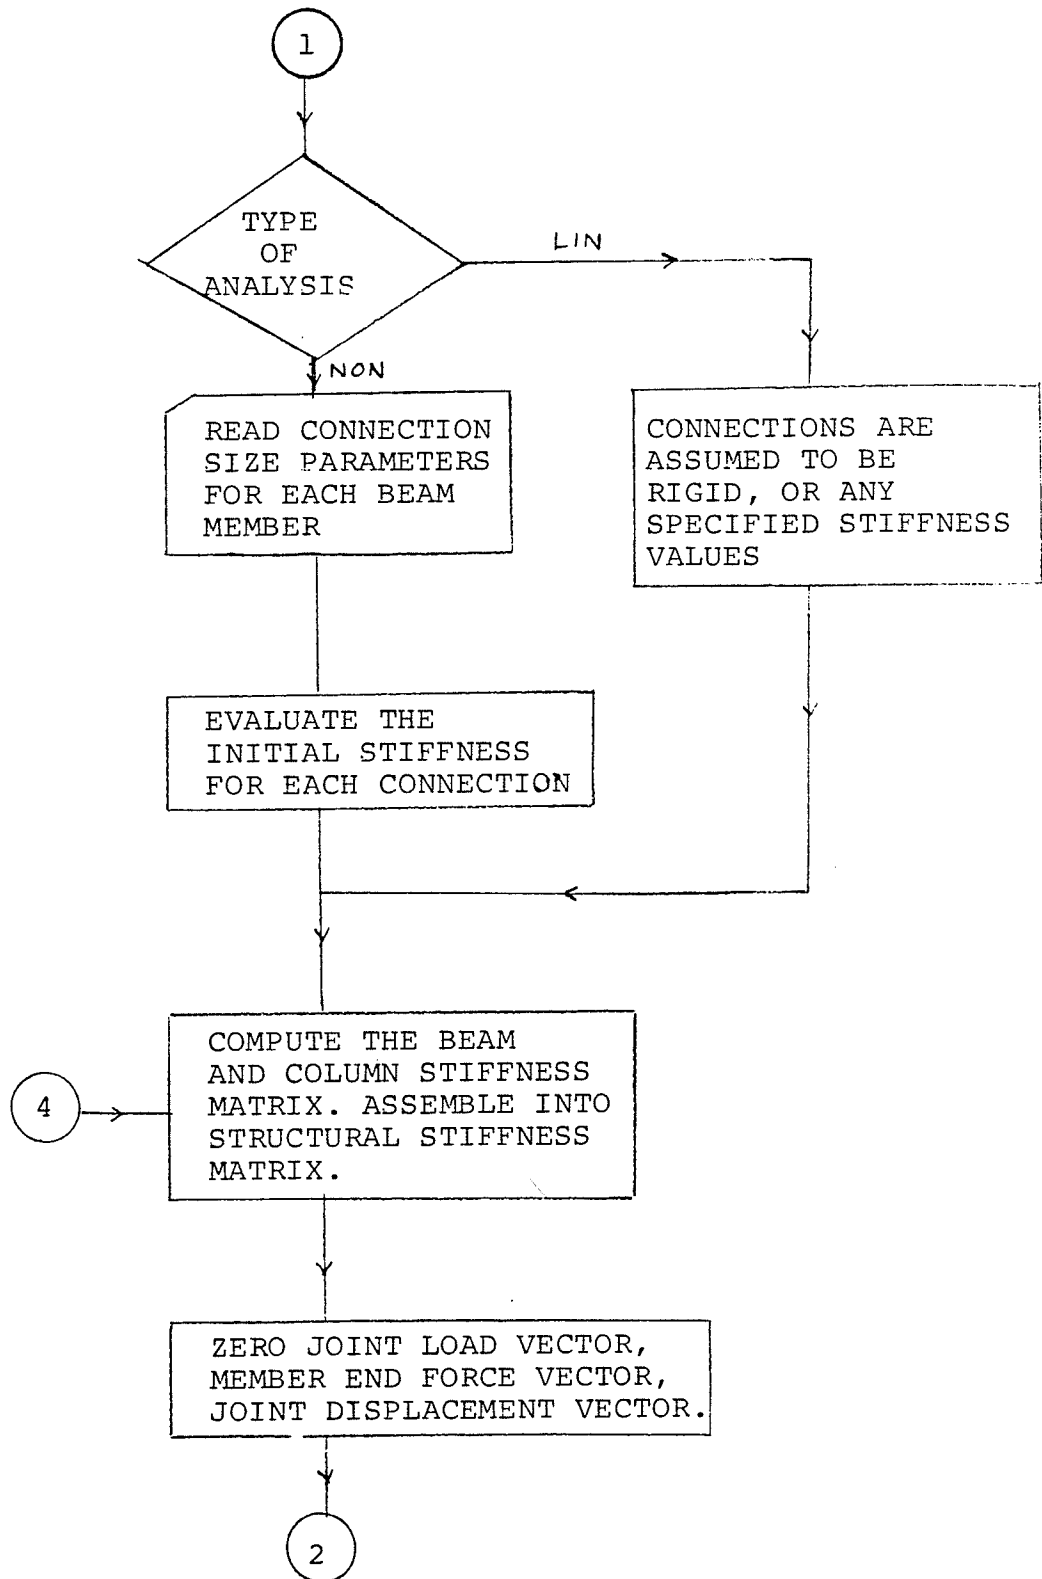 1
TYPE
OF
ANALYSIS
LIN
NON
READ CONNECTION
SIZE PARAMETERS
FOR EACH BEAM
MEMBER
CONNECTIONS ARE
ASSUMED TO BE
RIGID, OR ANY
SPECIFIED STIFFNESS
VALUES
EVALUATE THE
INITIAL STIFFNESS
FOR EACH CONNECTION
COMPUTE THE BEAM
AND COLUMN STIFFNESS
MATRIX. ASSEMBLE INTO
STRUCTURAL STIFFNESS
MATRIX.
4
ZERO JOINT LOAD VECTOR,
MEMBER END FORCE VECTOR,
JOINT DISPLACEMENT VECTOR.
2